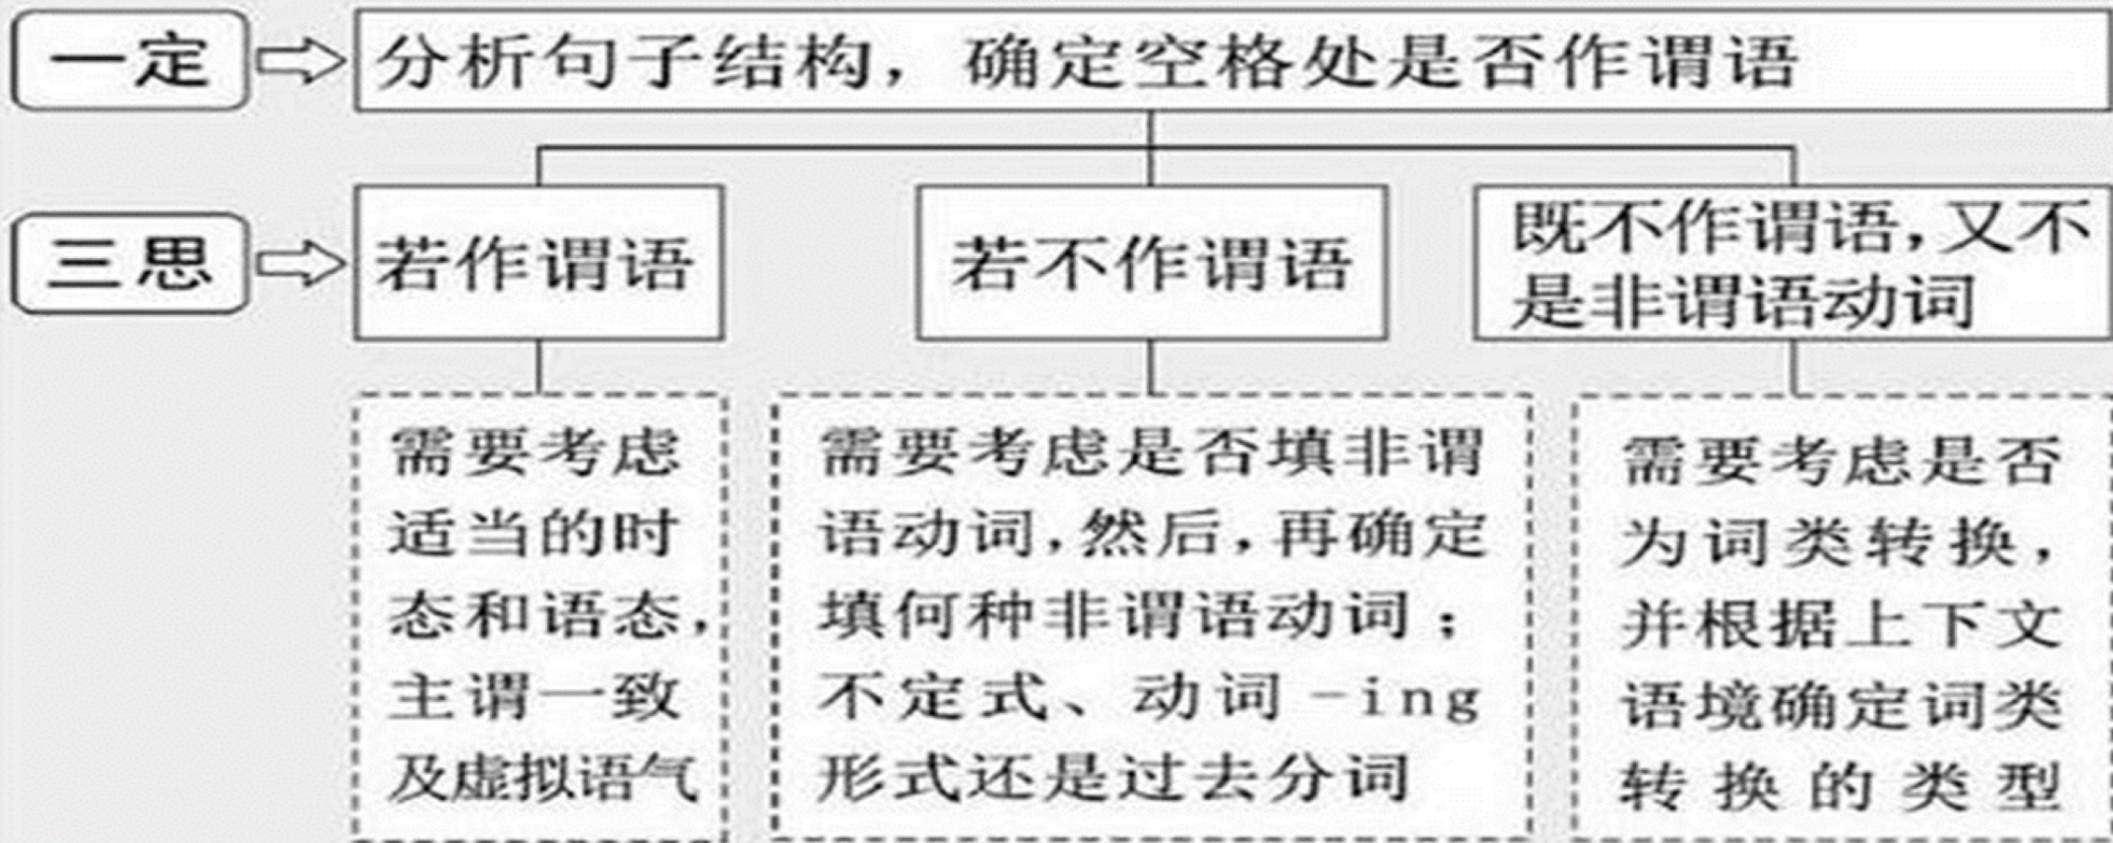 一定
分析句子结构，确定空格处是否作谓语
三思
若作谓语
若不作谓语
既不作谓语，又不
是非谓语动词
需要考虑
适当的时
态和语态，
主谓一致
及虚拟语气
需要考虑是否填非谓
语动词，然后，再确定
填何种非谓语动词；
不定式、动词-ing
形式还是过去分词
需要考虑是否
为词类转换，
并根据上下文
语境确定词类
转换的类型